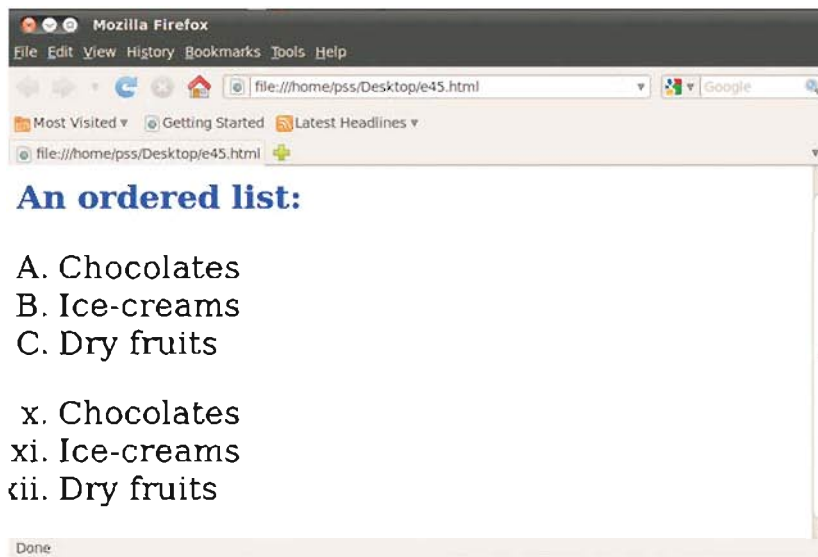 Mozilla Firefox
File Edit View History Bookmarks Tools Help
file:///home/pss/Desktop/e45.html Google
Most Visited Getting Started Latest Headlines
file:///home/pss/Desktop/e45.html
An ordered list:
A. Chocolates
B. Ice-creams
C. Dry fruits
x. Chocolates
xi. Ice-creams
xii. Dry fruits
Done